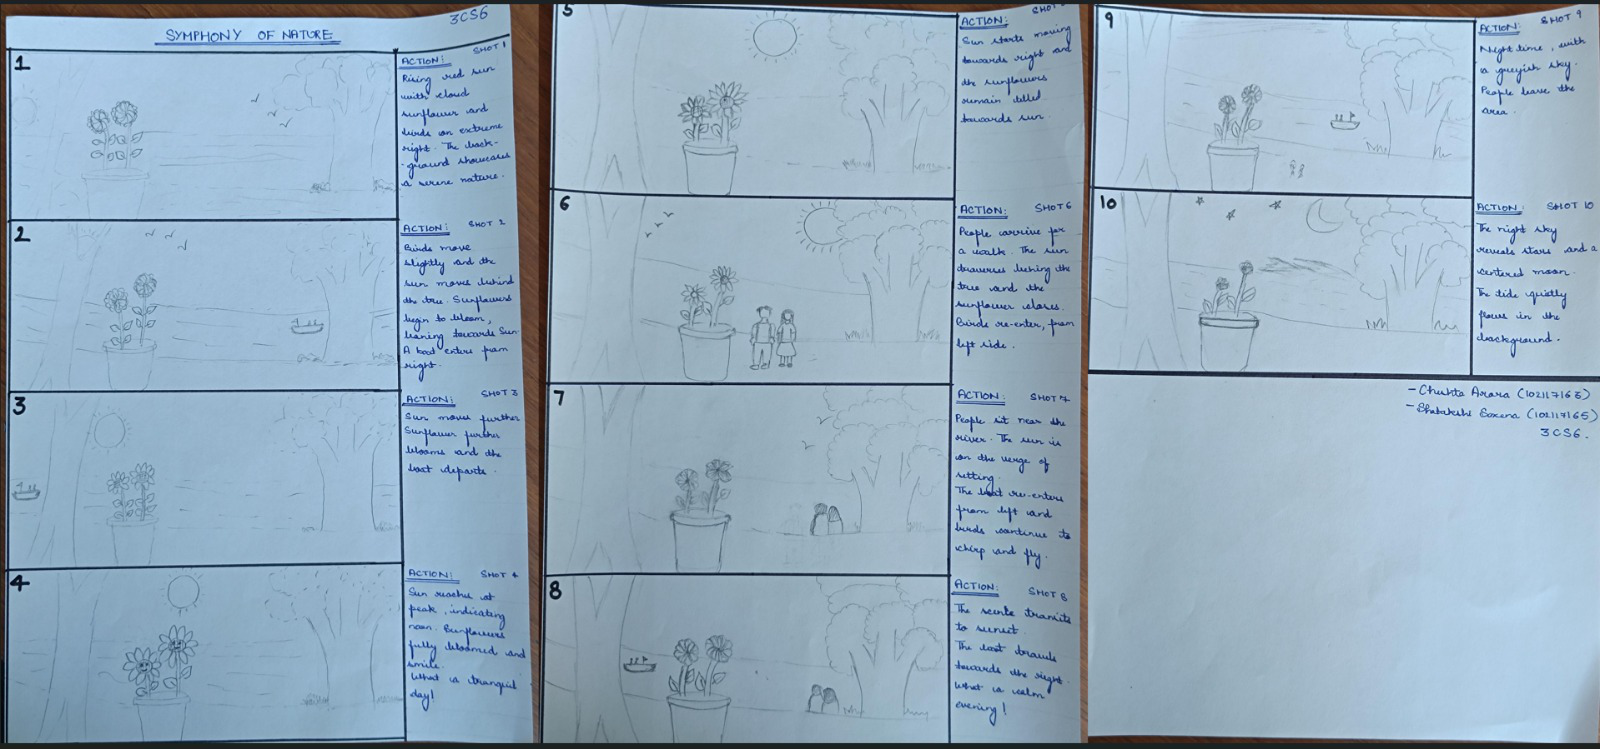 3CS6
SYMPHONY OF NATURE
1
SHOT 1
ACTION:
Rising red sun
with cloud
sunflower and
birds on extreme
right. The back-
-ground showcases
a serene nature.
2
SHOT 2
ACTION:
Birds move
slightly and the
sun moves behind
the tree. Sunflowers
begin to bloom,
leaning towards Sun.
A boat enters from
right.
3
SHOT 3
ACTION:
Sun moves further
Sunflower further
blooms and the
boat departs.
4
SHOT 4
ACTION:
Sun reaches at
peak, indicating
noon. Sunflowers
fully bloomed and
smile.
What a tranquil
day!
5
ACTION:
Sun starts moving
towards right and
the sunflowers
remain tilted
towards sun.
6
SHOT 6
ACTION:
People arrive for
a walk. The sun
traverses behing the
tree and the
sunflower closes.
Birds re-enter, from
left side.
7
SHOT 7
ACTION:
People sit near the
river. The sun is
on the verge of
setting.
The boat re-enters
from left and
birds continue to
chirp and fly.
8
SHOT 8
ACTION:
The scene transits
to sunset.
The boat travels
towards the right.
What a calm
evening!
9
SHOT 9
ACTION:
Night time, with
a greyish sky.
People leave the
area.
10
SHOT 10
ACTION:
The night sky
reveals stars and a
centered moon.
The tide quietly
flows in the
background.
- Arora (102117163)
- Saxena (102117165)
3CS6.